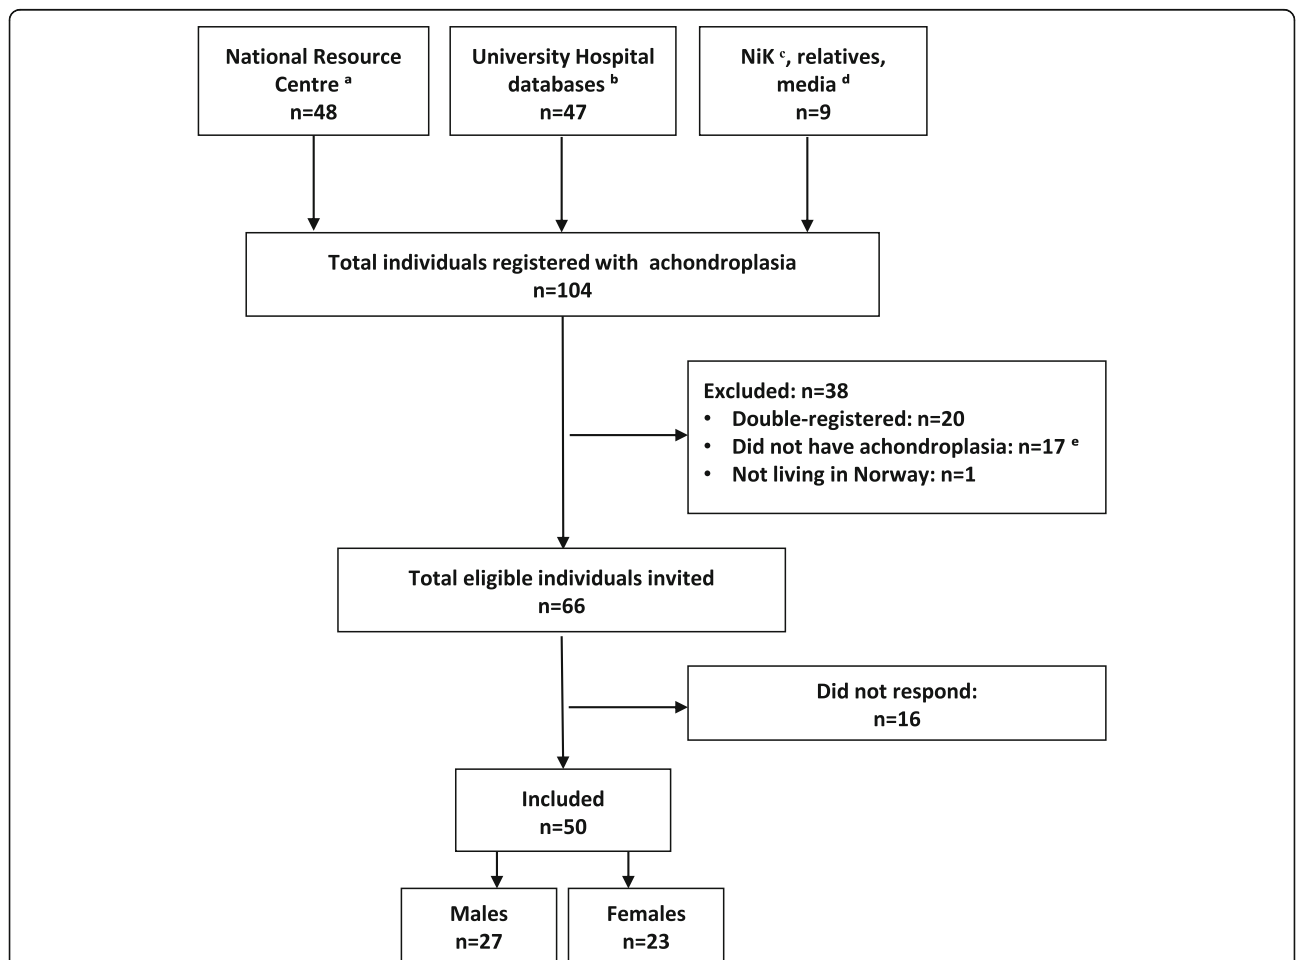 National Resource
Centre a
n=48
University Hospital
databases b
n=47
NiK c, relatives,
media d
n=9
Total individuals registered with achondroplasia
n=104
Excluded: n=38
• Double-registered: n=20
• Did not have achondroplasia: n=17 e
• Not living in Norway: n=1
Total eligible individuals invited
n=66
Did not respond:
n=16
Included
n=50
Males
n=27
Females
n=23